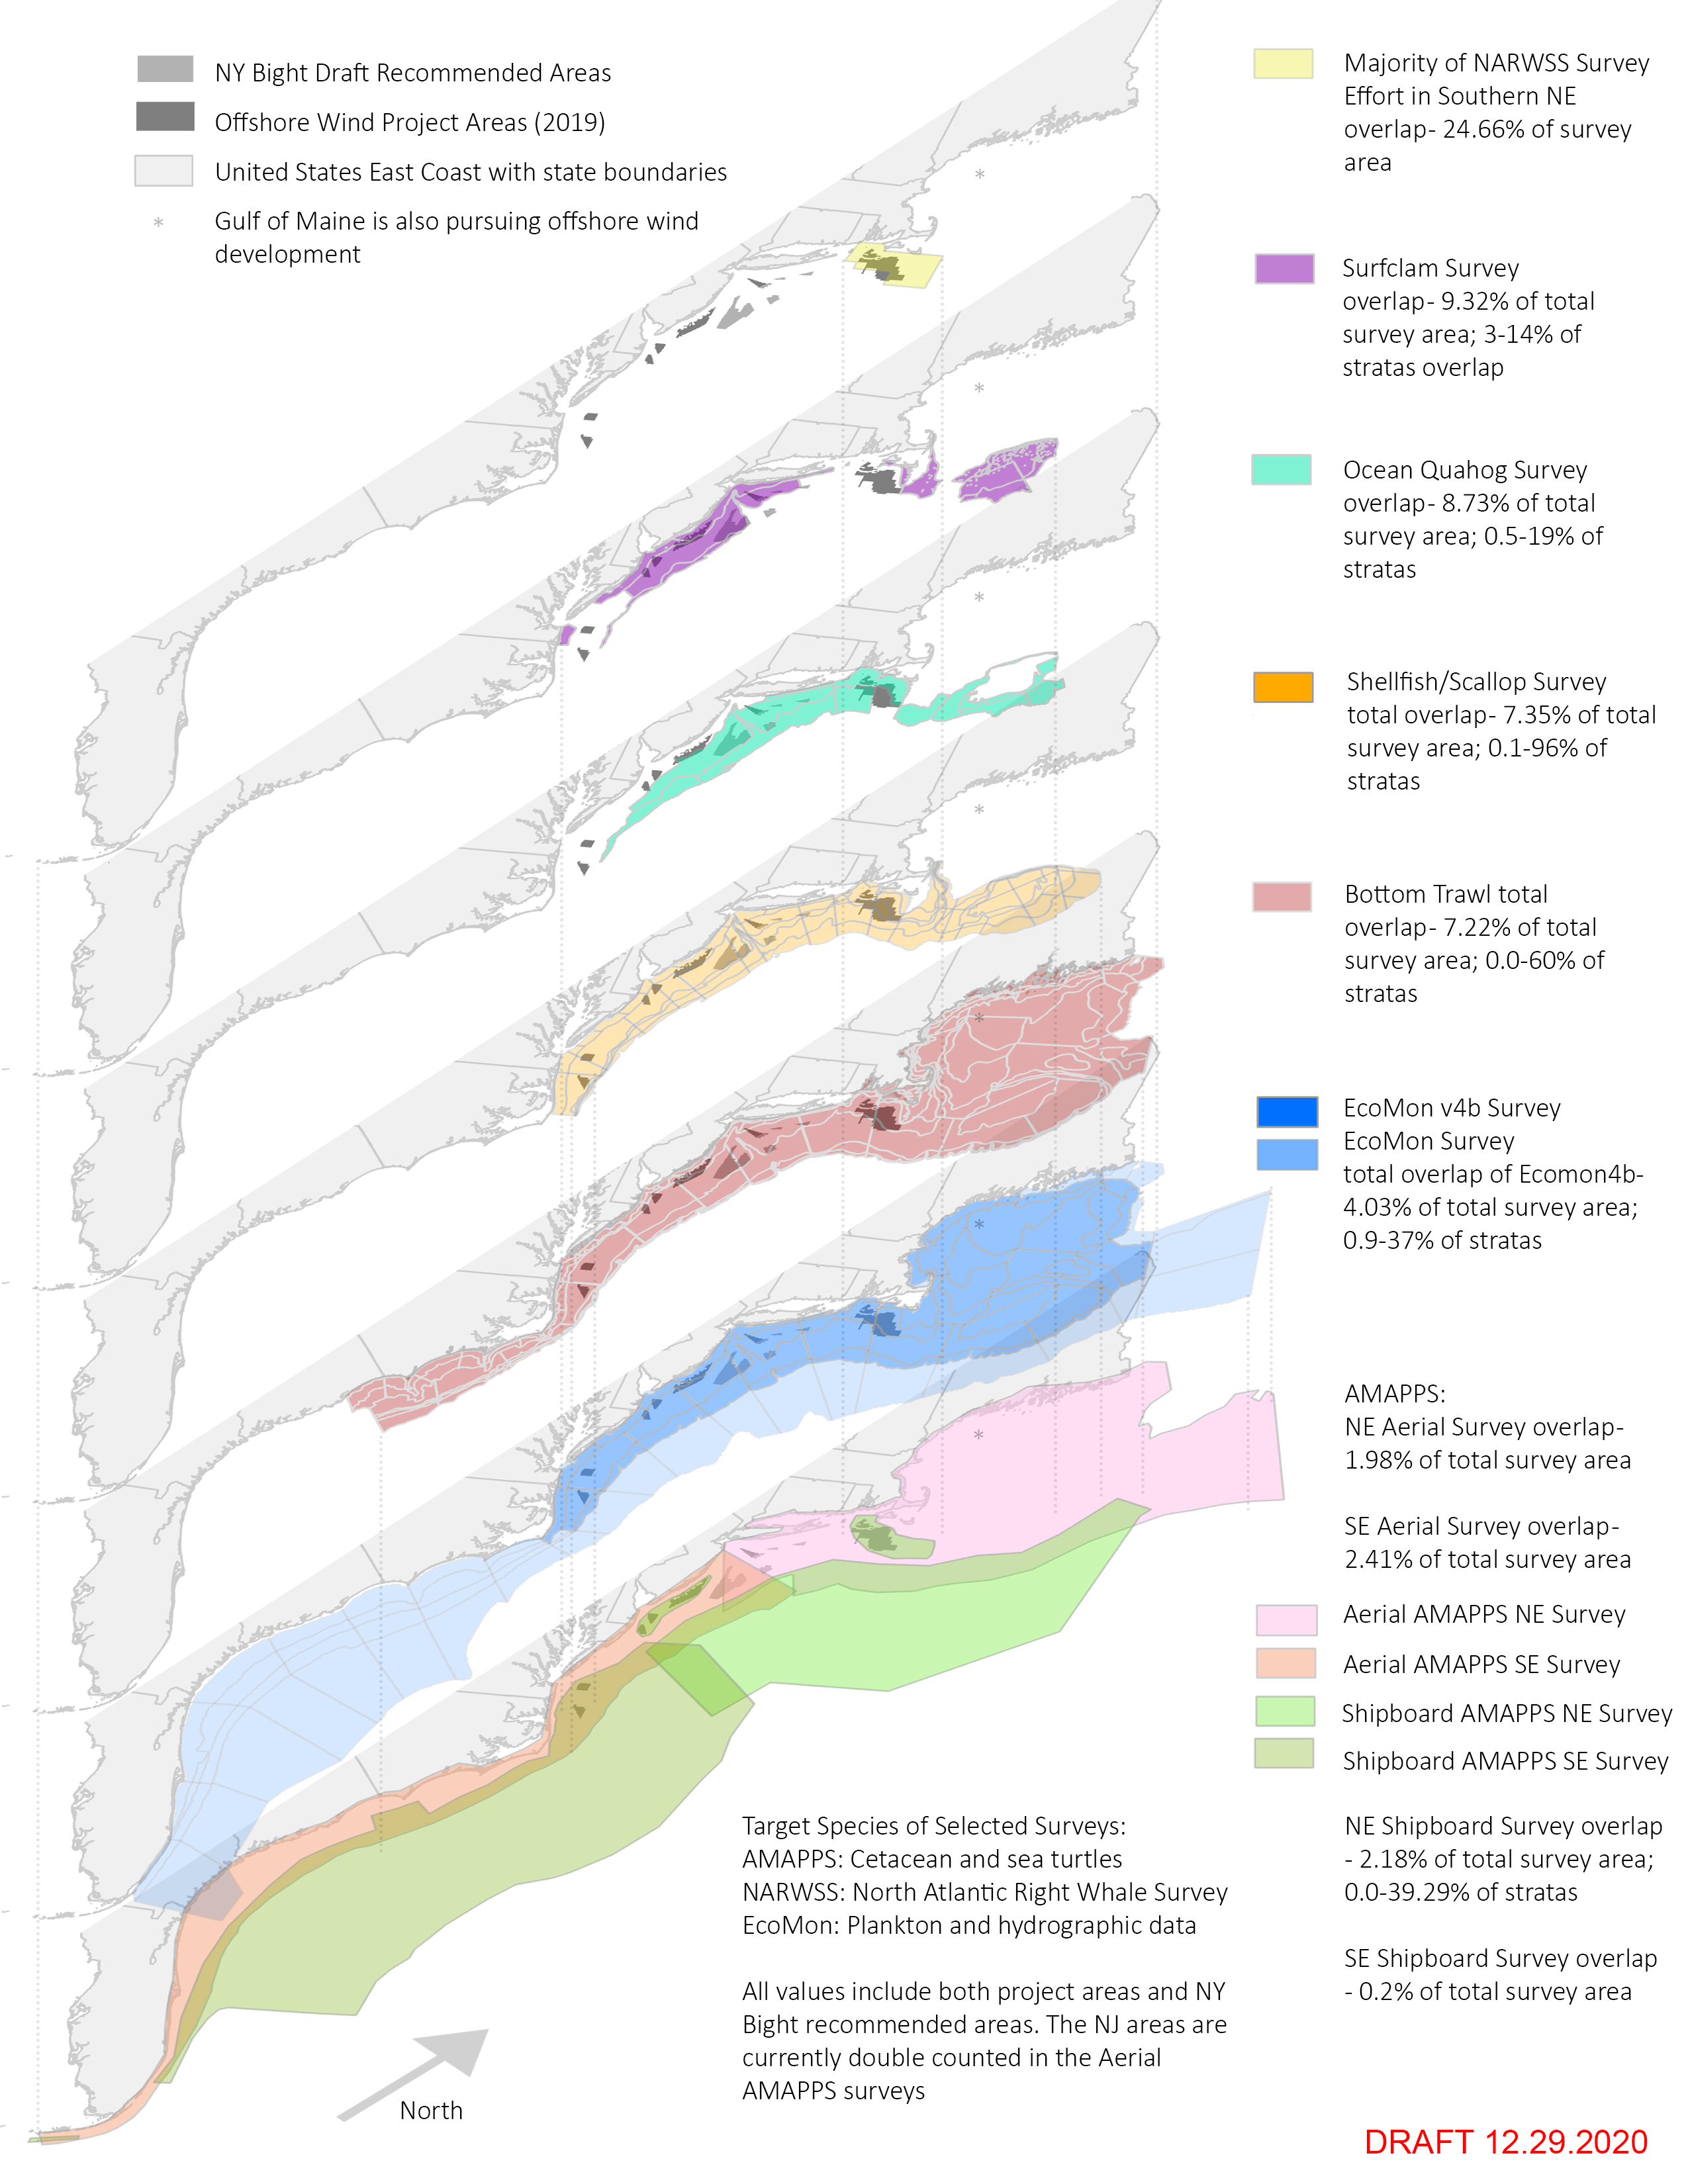 NY Bight Draft Recommended Areas
Offshore Wind Project Areas (2019)
United States East Coast with state boundaries
* Gulf of Maine is also pursuing offshore wind
development
Majority of NARWSS Survey
Effort in Southern NE
overlap- 24.66% of survey
area
Surfclam Survey
overlap- 9.32% of total
survey area; 3-14% of
stratas overlap
Ocean Quahog Survey
overlap- 8.73% of total
survey area; 0.5-19% of
stratas
Shellfish/Scallop Survey
total overlap- 7.35% of total
survey area; 0.1-96% of
stratas
Bottom Trawl total
overlap- 7.22% of total
survey area; 0.0-60% of
stratas
EcoMon v4b Survey
EcoMon Survey
total overlap of Ecomon4b-
4.03% of total survey area;
0.9-37% of stratas
AMAPPS:
NE Aerial Survey overlap-
1.98% of total survey area
SE Aerial Survey overlap-
2.41% of total survey area
Aerial AMAPPS NE Survey
Aerial AMAPPS SE Survey
Shipboard AMAPPS NE Survey
Shipboard AMAPPS SE Survey
NE Shipboard Survey overlap
- 2.18% of total survey area;
0.0-39.29% of stratas
SE Shipboard Survey overlap
- 0.2% of total survey area
Target Species of Selected Surveys:
AMAPPS: Cetacean and sea turtles
NARWSS: North Atlantic Right Whale Survey
EcoMon: Plankton and hydrographic data
All values include both project areas and NY
Bight recommended areas. The NJ areas are
currently double counted in the Aerial
AMAPPS surveys
North
DRAFT 12.29.2020